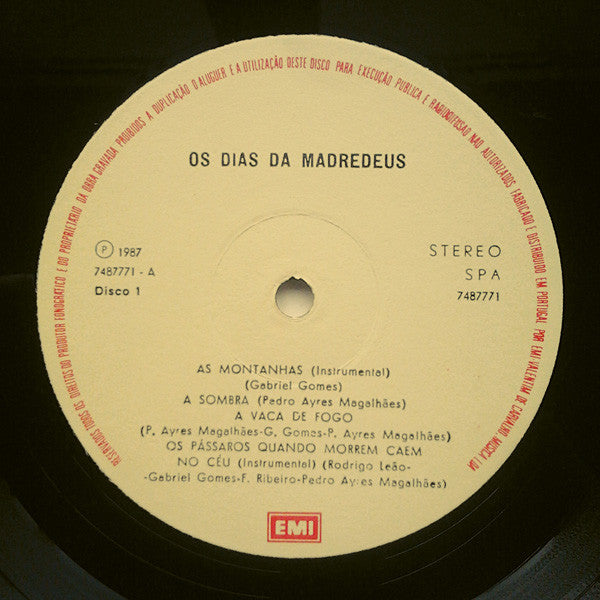 RESERVADOS TODOS OS DIREITOS DO PRODUTOR FONOGRÁFICO E DO PROPRIETÁRIO DA OBRA GRAVADA PROIBIDOS A DUPLICAÇÃO O ALUGUER E A UTILIZAÇÃO DESTE DISCO PARA EXECUÇÃO PUBLICA E RADIODIFUSÃO NÃO AUTORIZADOS FABRICADO E DISTRIBUIDO EM PORTUGAL POR EMI-VALENTIM DE CARVALHO MUSICA LDA
OS DIAS DA MADREDEUS
Ⓟ 1987
7487771 - A
Disco 1
STEREO
SPA
7487771
AS MONTANHAS (Instrumental)
(Gabriel Gomes)
A SOMBRA (Pedro Ayres Magalhães)
A VACA DE FOGO
(P. Ayres Magalhães-G. Gomes-P. Ayres Magalhães)
OS PÁSSAROS QUANDO MORREM CAEM
NO CÉU (Instrumental) (Rodrigo Leão-
-Gabriel Gomes-F. Ribeiro-Pedro Ayres Magalhães)
EMI